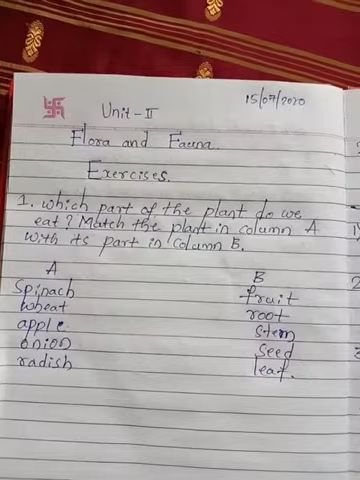 15/07/2020
Unit-II
Flora and Fauna.
Exercises.
1. which part of the plant do we
eat? Match the plant in column A
with its part in column B.
A B
Spinach fruit
wheat root
apple stem
onion seed
radish leaf.